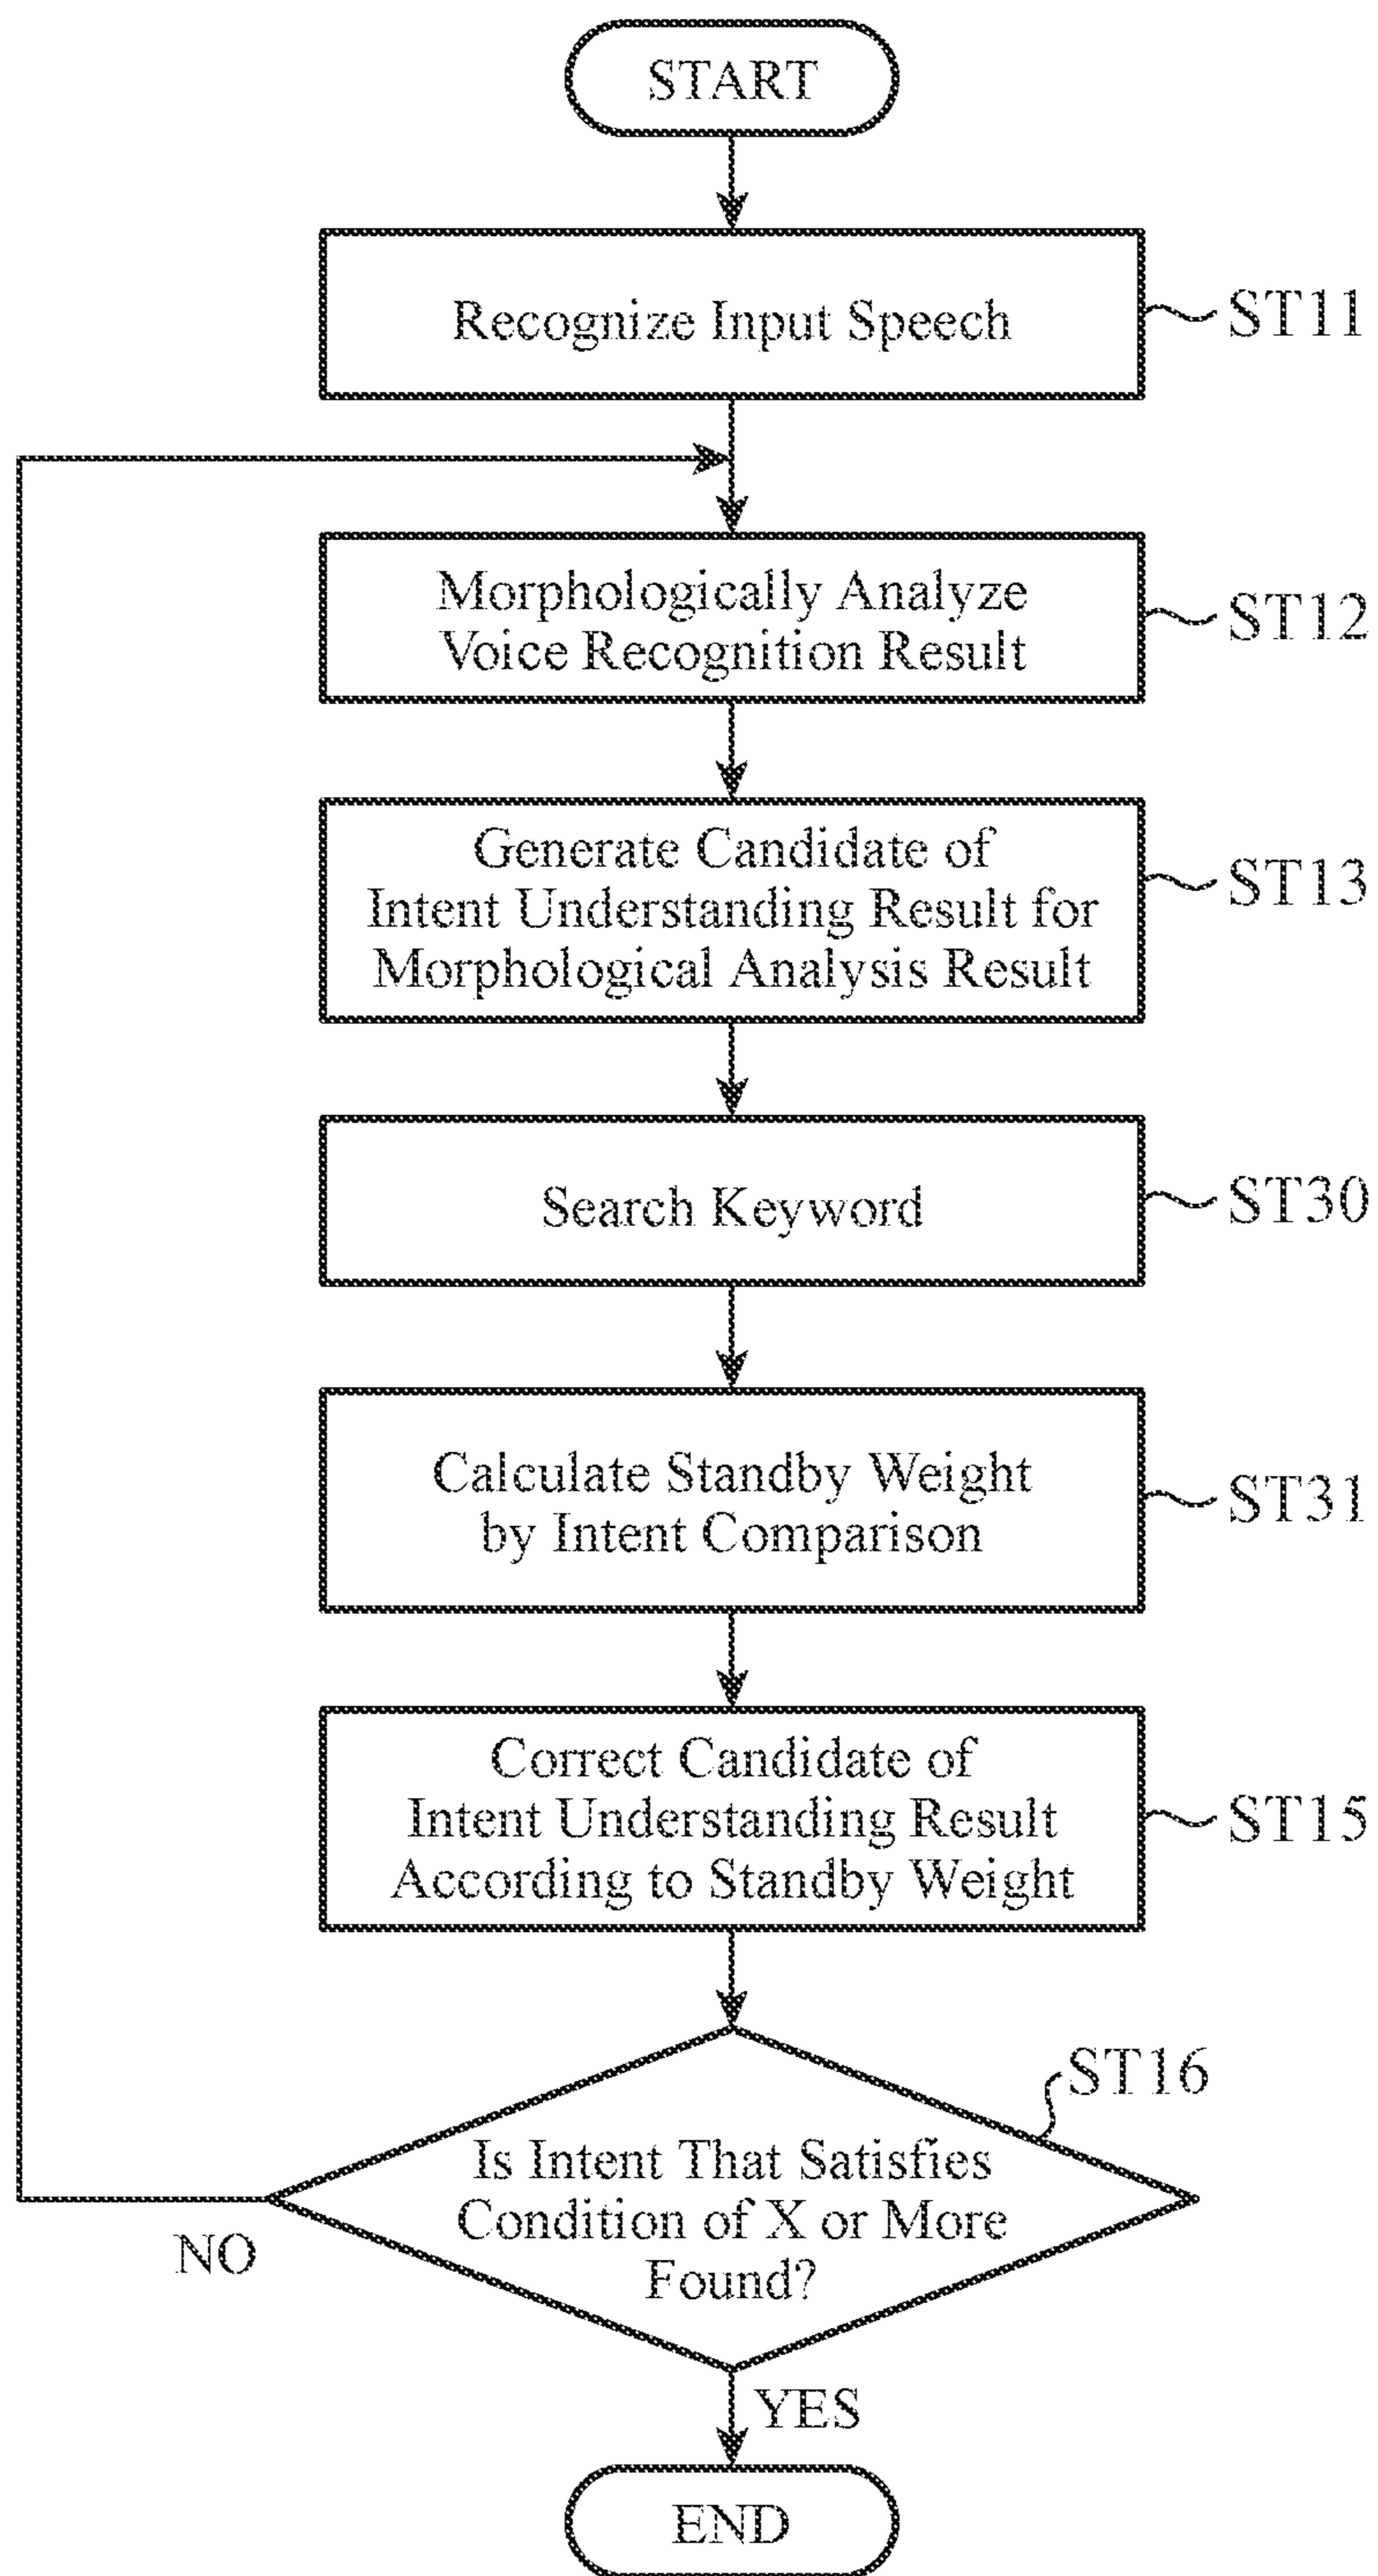 START
Recognize Input Speech
ST11
Morphologically Analyze
Voice Recognition Result
ST12
Generate Candidate of
Intent Understanding Result for
Morphological Analysis Result
ST13
Search Keyword
ST30
Calculate Standby Weight
by Intent Comparison
ST31
Correct Candidate of
Intent Understanding Result
According to Standby Weight
ST15
ST16
Is Intent That Satisfies
Condition of X or More
Found?
NO
YES
END